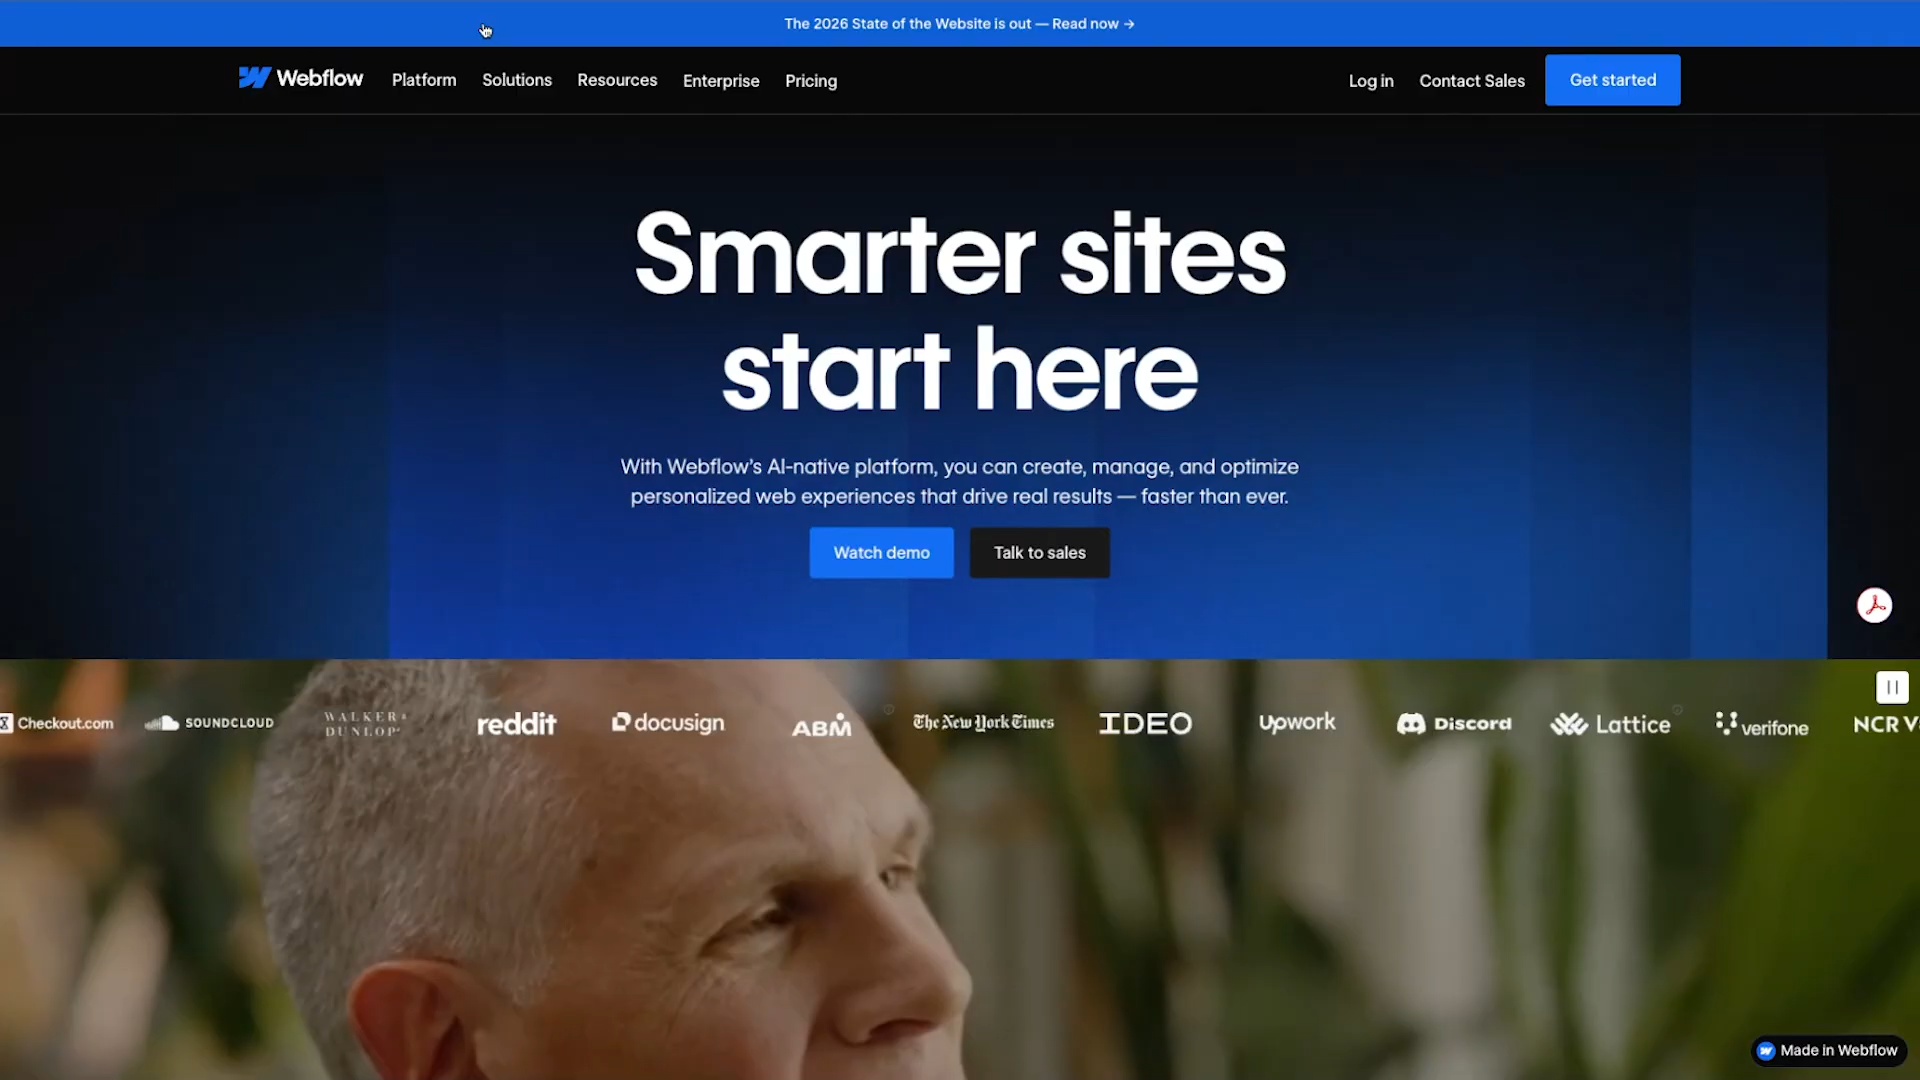 The 2026 State of the Website is out — Read now →
Webflow Platform Solutions Resources Enterprise Pricing Log in Contact Sales Get started
Smarter sites
start here
With Webflow's AI-native platform, you can create, manage, and optimize
personalized web experiences that drive real results — faster than ever.
Watch demo Talk to sales
Checkout.com SOUNDCLOUD WALKER & DUNLOP reddit docusign ABM The New York Times IDEO Upwork Discord Lattice verifone NCR V
Made in Webflow